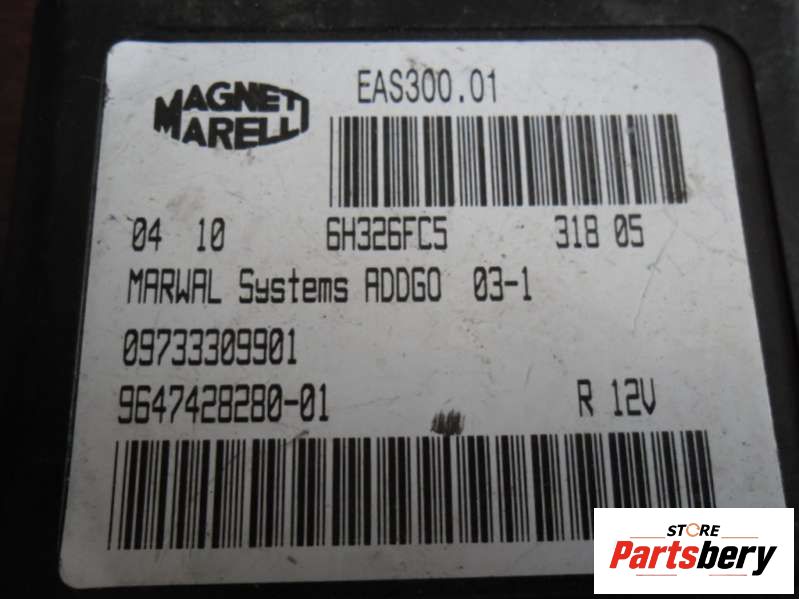 MAGNETI
MARELLI
EAS300.01
04 10 6H326FC5 318 05
MARWAL Systems ADDGO 03-1
09733309901
9647428280-01 R 12V
STORE
Partsbery